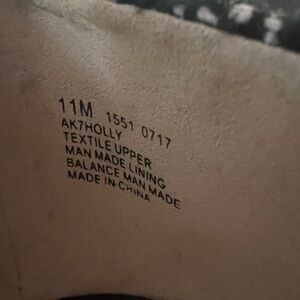 11M 1551 0717
AK7HOLLY
TEXTILE UPPER
MAN MADE LINING
BALANCE MAN MADE
MADE IN CHINA